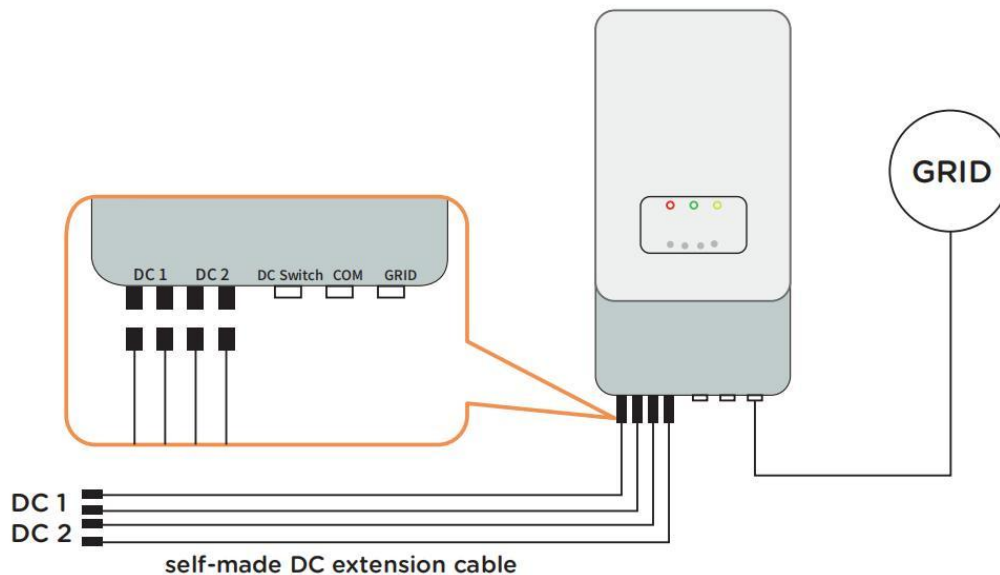 GRID
DC 1 DC 2 DC Switch COM GRID
DC 1
DC 2
self-made DC extension cable